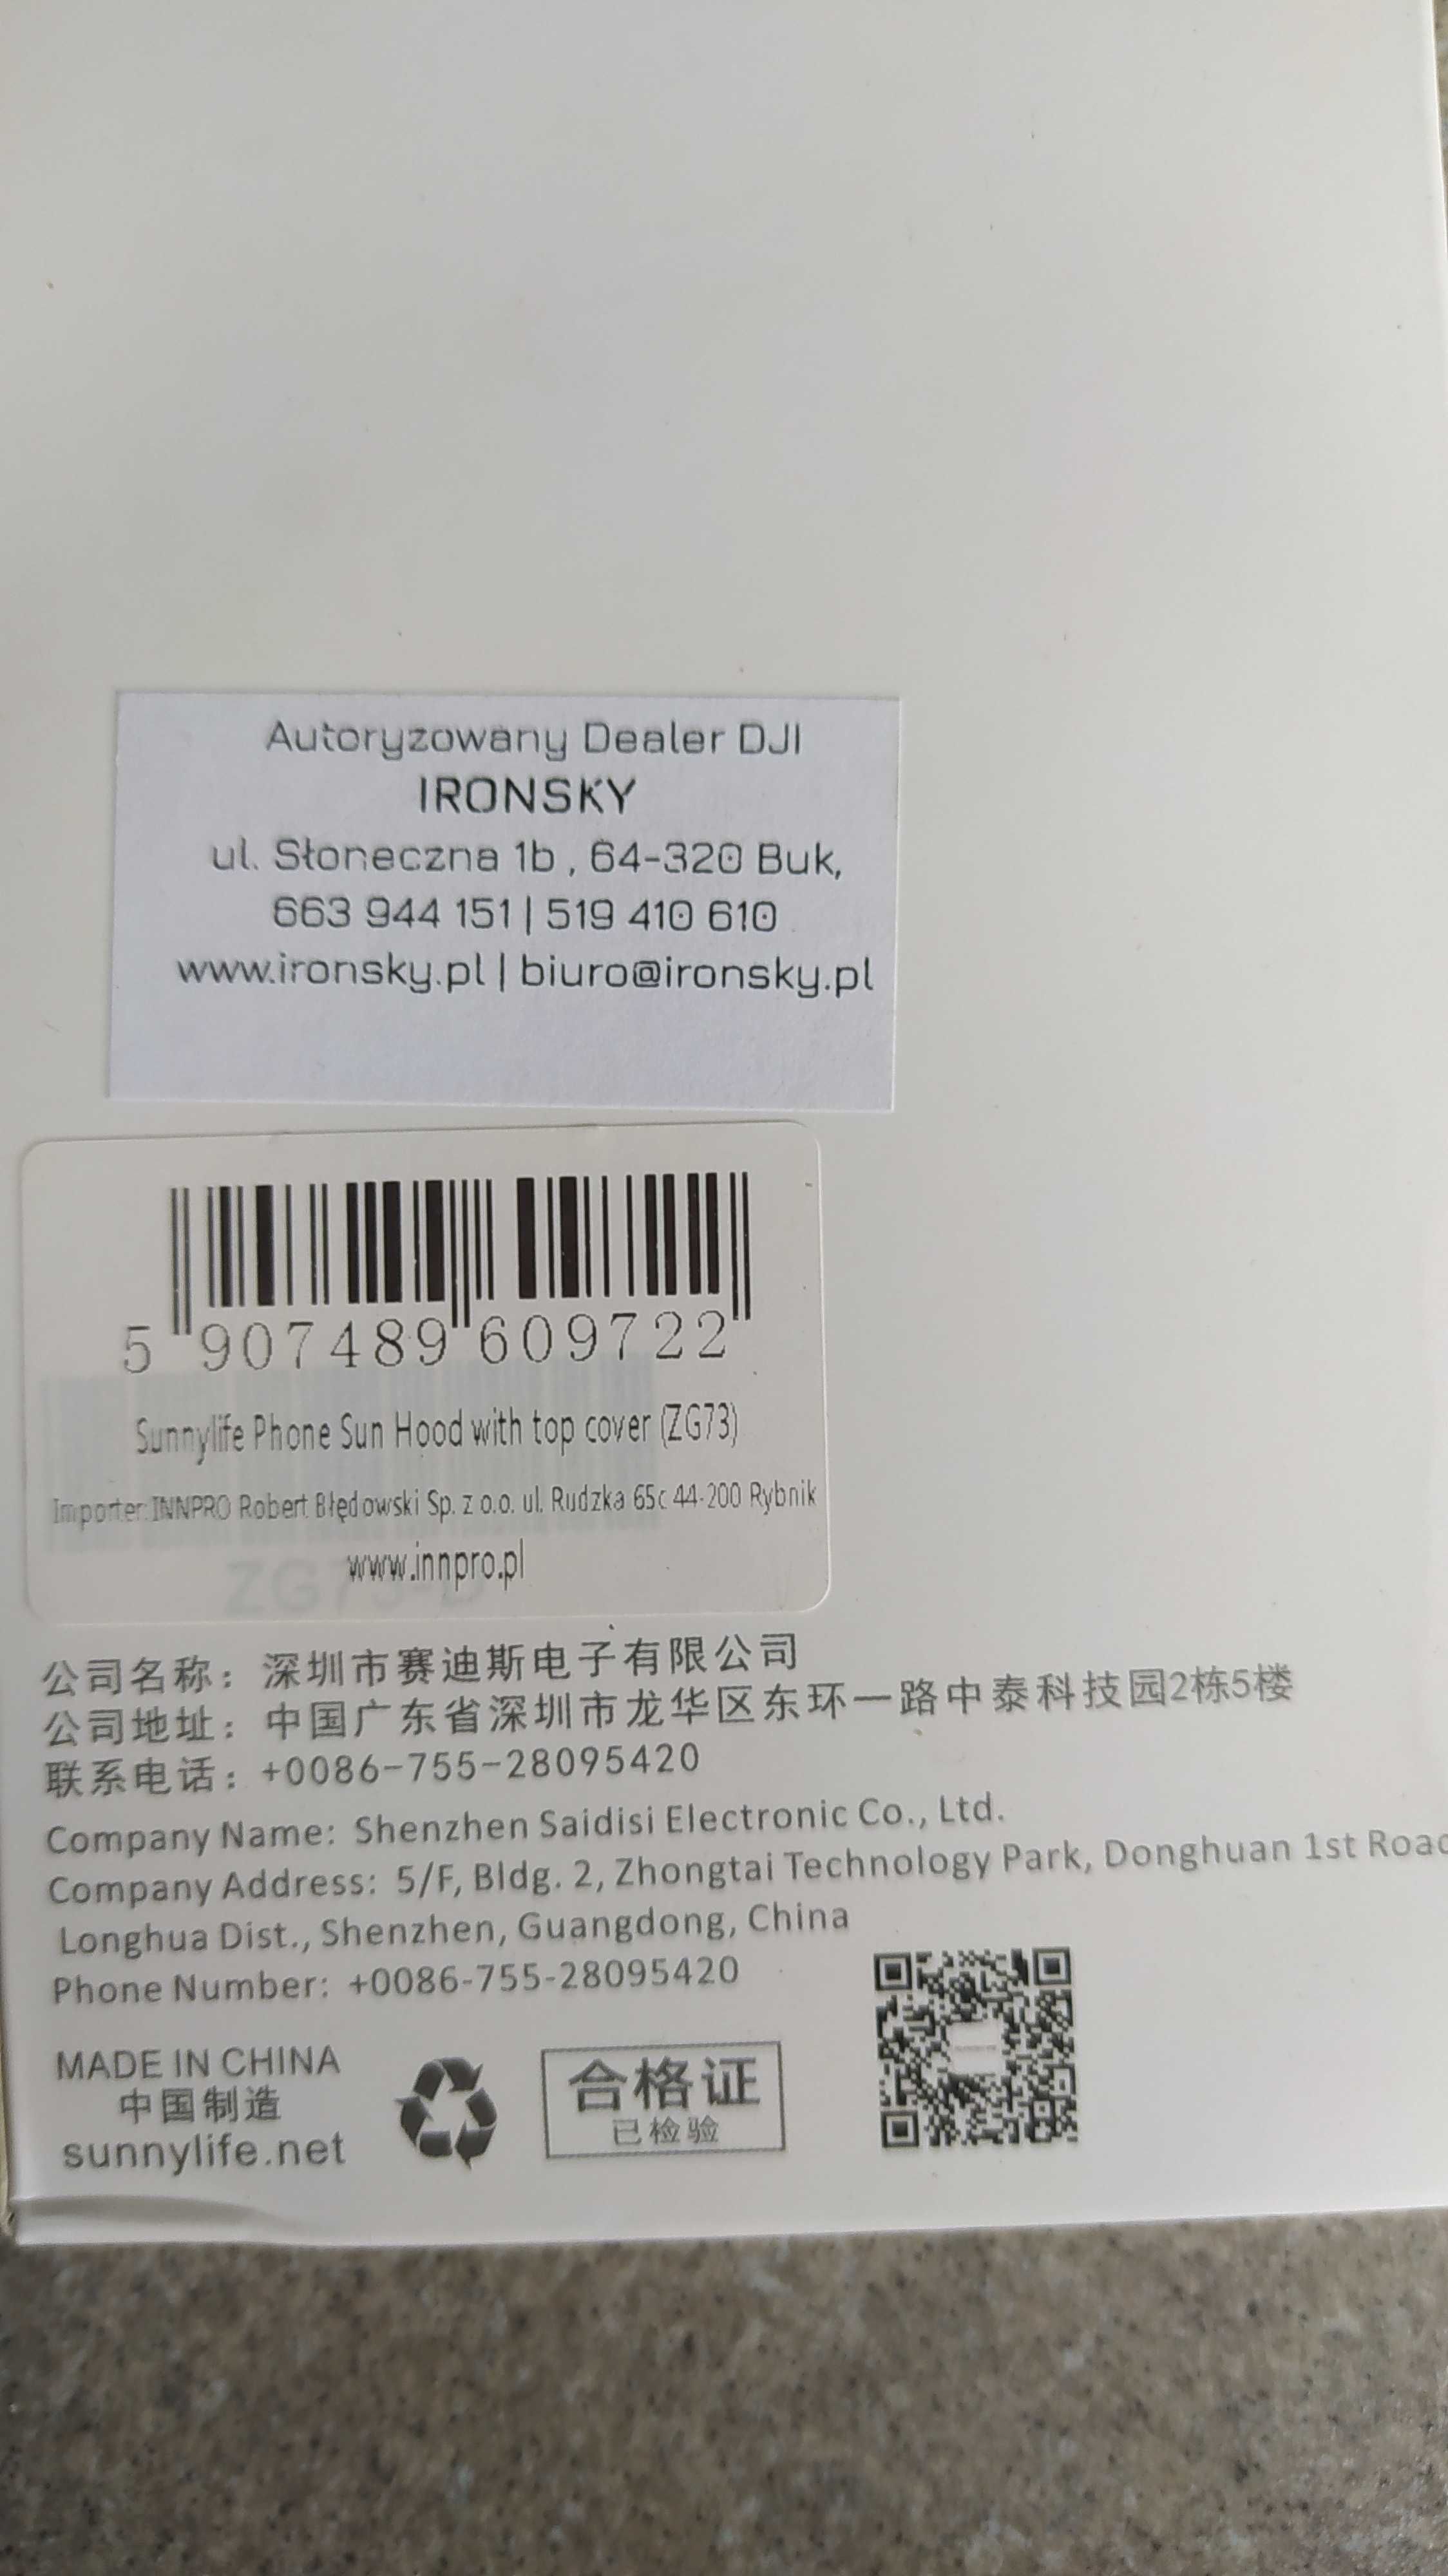 Autoryzowany Dealer DJI
IRONSKY
ul. Słoneczna 1b , 64-320 Buk,
663 944 151 | 519 410 610
www.ironsky.pl | biuro@ironsky.pl
5 907489 609722
Sunnylife Phone Sun Hood with top cover (ZG73)
Importer: INNPRO Robert Błędowski Sp. z o.o. ul. Rudzka 65c 44-200 Rybnik
www.innpro.pl
公司名称：深圳市赛迪斯电子有限公司
公司地址：中国广东省深圳市龙华区东环一路中泰科技园2栋5楼
联系电话：+0086-755-28095420
Company Name: Shenzhen Saidisi Electronic Co., Ltd.
Company Address: 5/F, Bldg. 2, Zhongtai Technology Park, Donghuan 1st Road
Longhua Dist., Shenzhen, Guangdong, China
Phone Number: +0086-755-28095420
MADE IN CHINA
中国制造
sunnylife.net
合格证
已检验